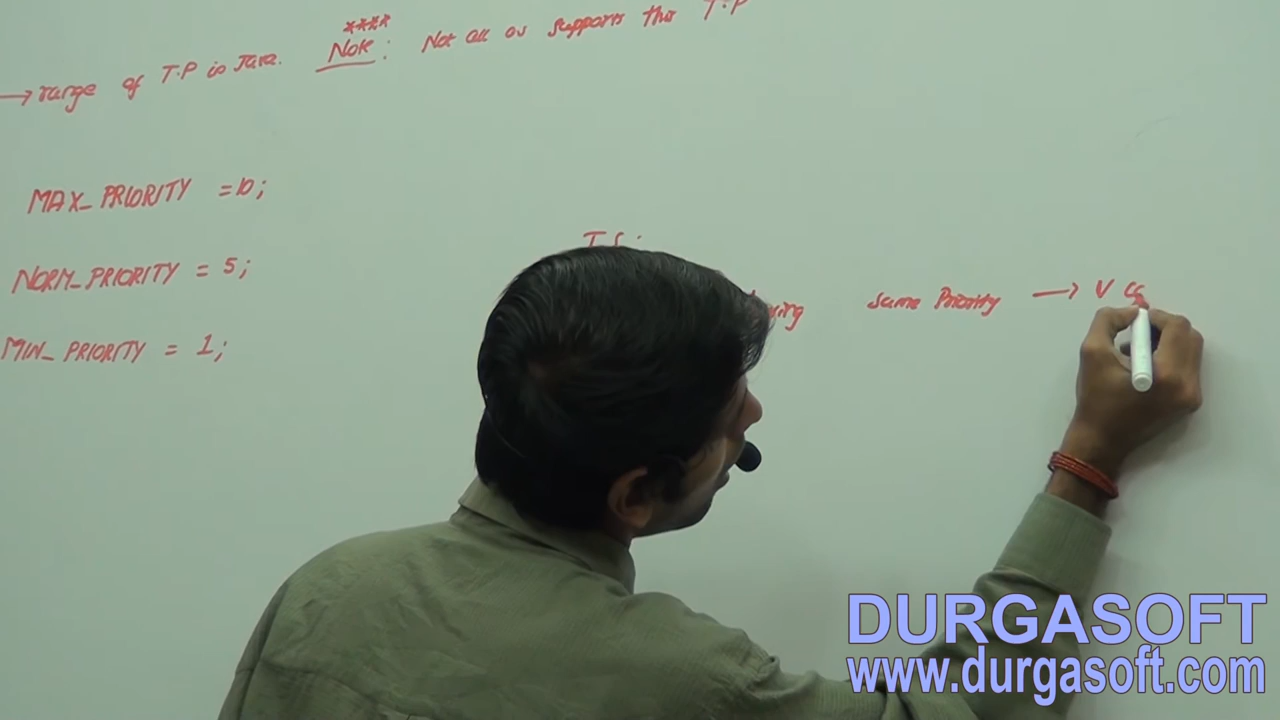 → range of T.P in Java. **** Note : Not all os supports this T.P
MAX_PRIORITY = 10;
NORM_PRIORITY = 5;
MIN_PRIORITY = 1;
T.S:
same Priority → V
DURGASOFT
www.durgasoft.com